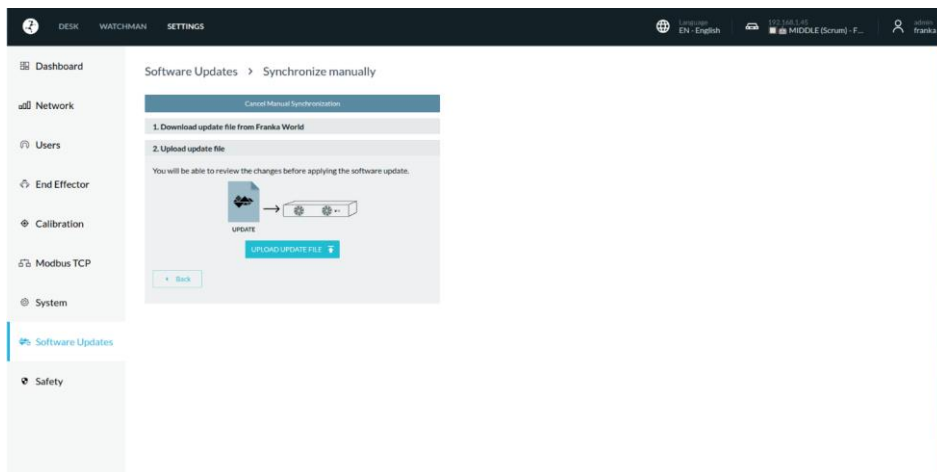 DESK WATCHMAN SETTINGS
Language
EN - English
192.168.1.45
MIDDLE (Scrum) - F...
admin
franka
Dashboard
Network
Users
End Effector
Calibration
Modbus TCP
System
Software Updates
Safety
Software Updates > Synchronize manually
Cancel Manual Synchronization
1. Download update file from Franka World
2. Upload update file
You will be able to review the changes before applying the software update.
UPDATE
UPLOAD UPDATE FILE
Back